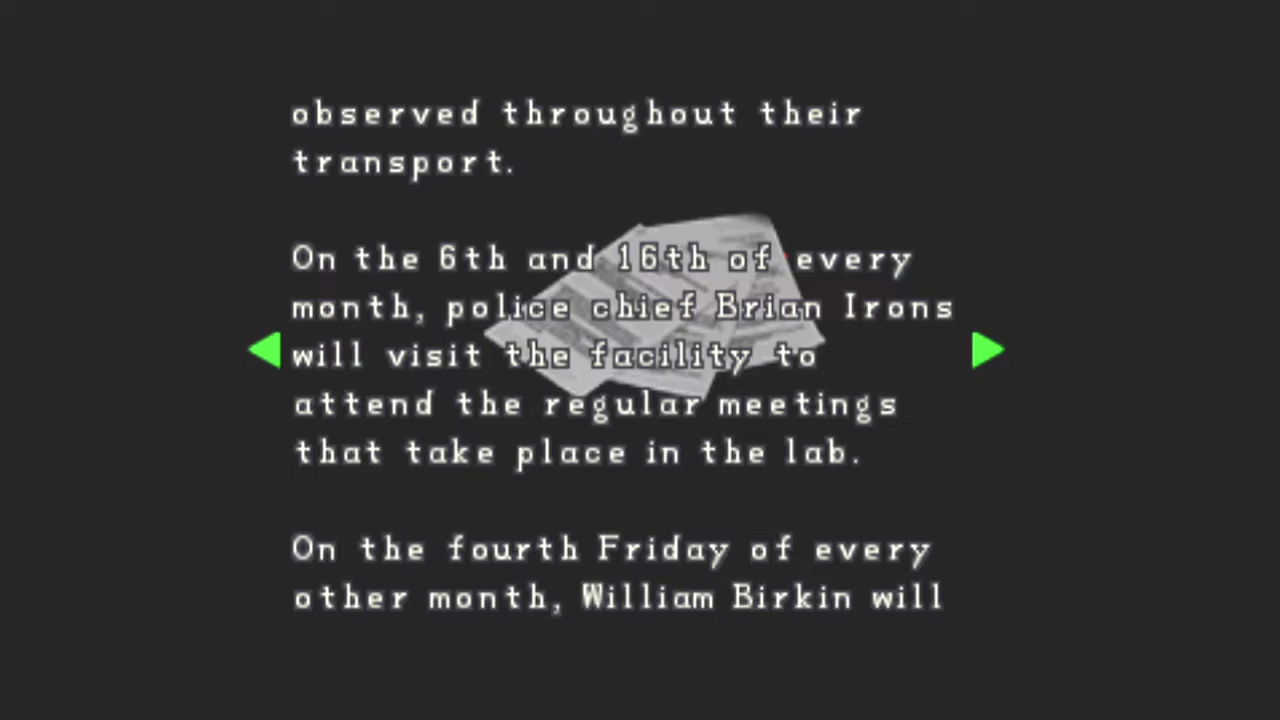 observed throughout their
transport.
On the 6th and 16th of every
month, police chief Brian Irons
will visit the facility to
attend the regular meetings
that take place in the lab.
On the fourth Friday of every
other month, William Birkin will